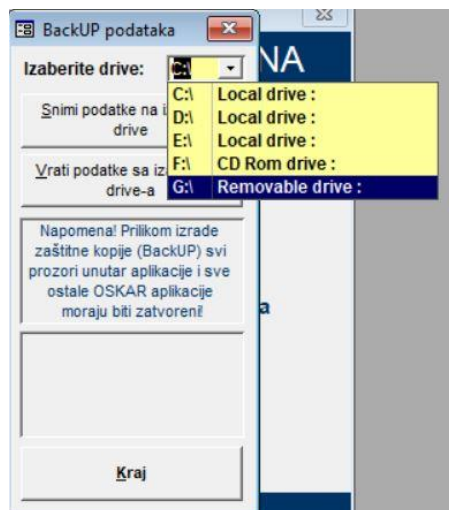 BackUP podataka
NA
Izaberite drive: C:\
C:\ Local drive :
D:\ Local drive :
E:\ Local drive :
F:\ CD Rom drive :
G:\ Removable drive :
Snimi podatke na
drive
Vrati podatke sa
drive-a
Napomena! Prilikom izrade
zaštitne kopije (BackUP) svi
prozori unutar aplikacije i sve
ostale OSKAR aplikacije
moraju biti zatvoreni!
a
Kraj